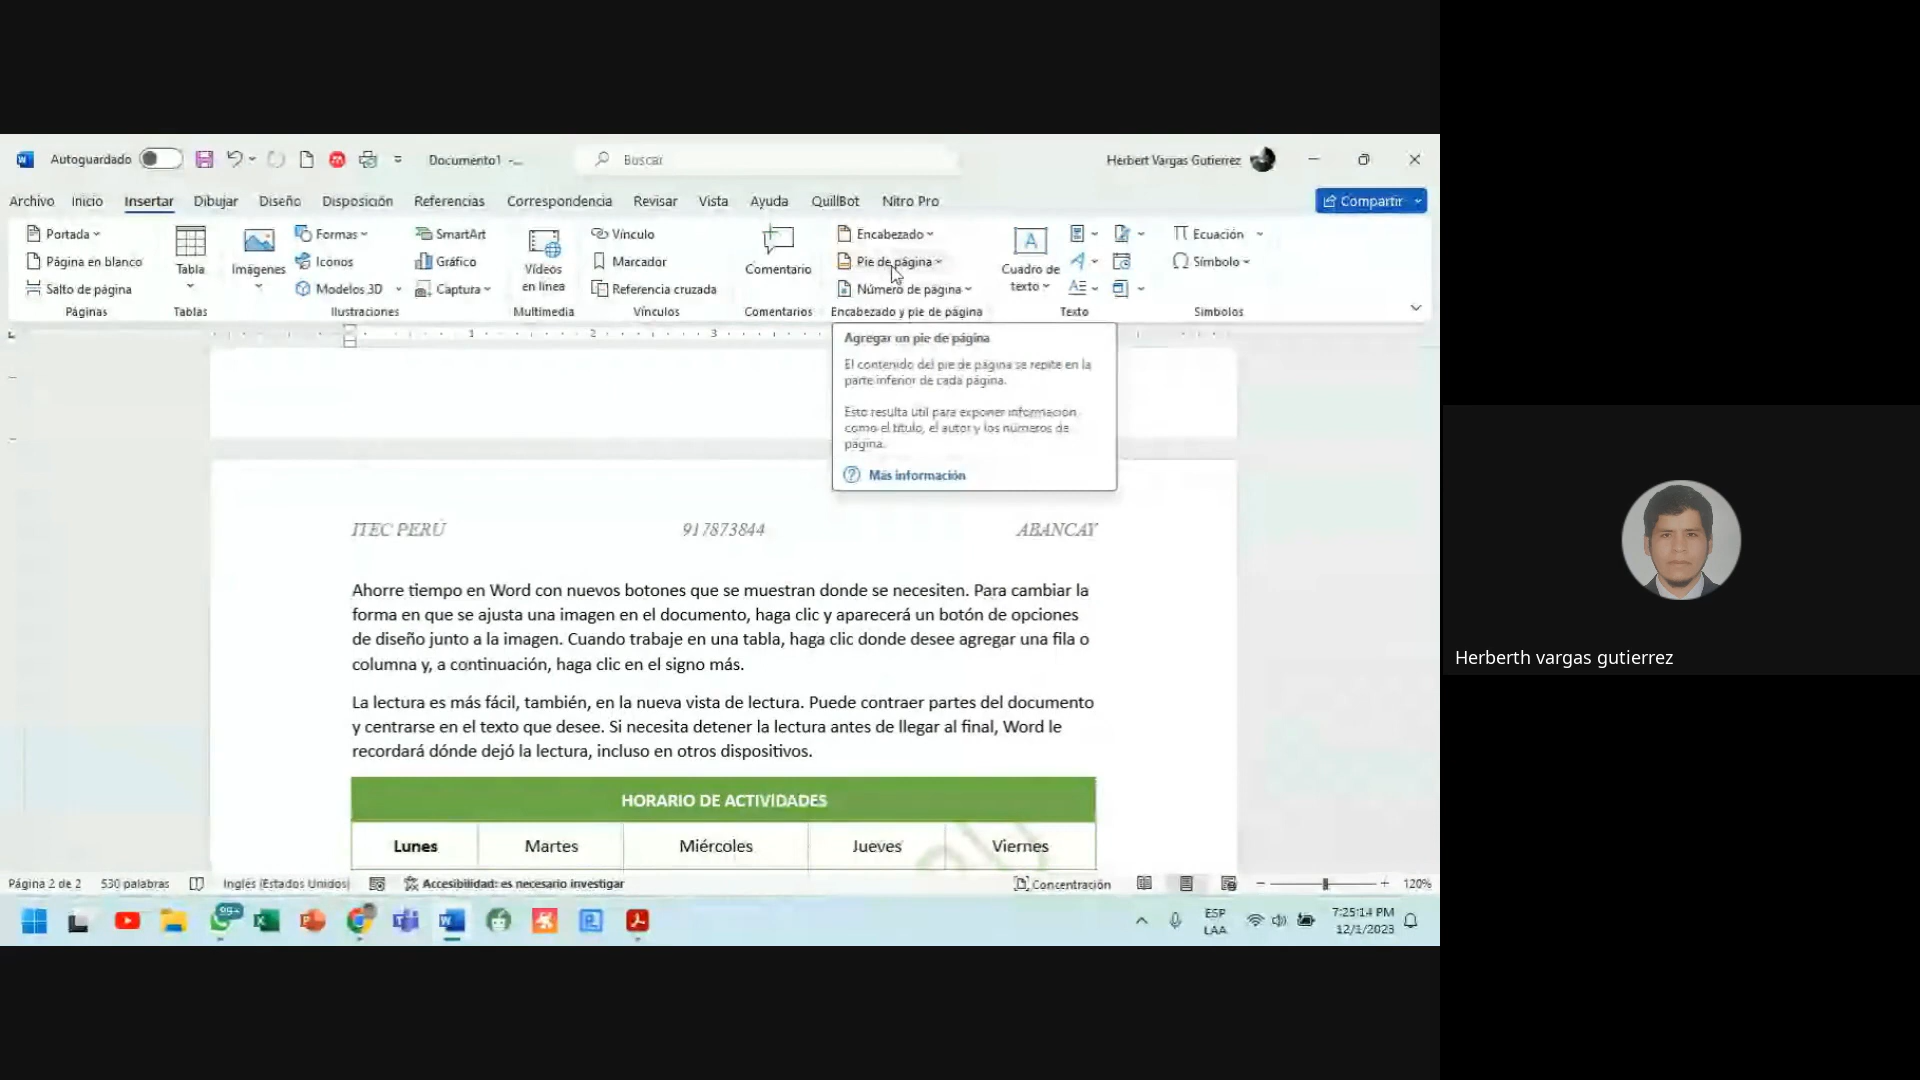 Autoguardado
Documento1 -...
Buscar
Herbert Vargas Gutierrez
Archivo Inicio Insertar Dibujar Diseño Disposición Referencias Correspondencia Revisar Vista Ayuda QuillBot Nitro Pro
Compartir
Portada
Página en blanco
Salto de página
Páginas
Tabla
Tablas
Imágenes
Formas
Iconos
Modelos 3D
SmartArt
Gráfico
Captura
Ilustraciones
Vídeos
en línea
Multimedia
Vínculo
Marcador
Referencia cruzada
Vínculos
Comentario
Comentarios
Encabezado
Pie de página
Número de página
Encabezado y pie de página
Cuadro de
texto
Texto
Ecuación
Símbolo
Símbolos
1 2 3
Agregar un pie de página
El contenido del pie de página se repite en la
parte inferior de cada página.
Esto resulta útil para exponer información
como el título, el autor y los números de
página.
Más información
ITEC PERÚ 917873844 ABANCAY
Ahorre tiempo en Word con nuevos botones que se muestran donde se necesiten. Para cambiar la
forma en que se ajusta una imagen en el documento, haga clic y aparecerá un botón de opciones
de diseño junto a la imagen. Cuando trabaje en una tabla, haga clic donde desee agregar una fila o
columna y, a continuación, haga clic en el signo más.
La lectura es más fácil, también, en la nueva vista de lectura. Puede contraer partes del documento
y centrarse en el texto que desee. Si necesita detener la lectura antes de llegar al final, Word le
recordará dónde dejó la lectura, incluso en otros dispositivos.
HORARIO DE ACTIVIDADES
Lunes Martes Miércoles Jueves Viernes
Página 2 de 2 530 palabras Inglés (Estados Unidos) Accesibilidad: es necesario investigar
Concentración
120%
99+
ESP
LAA
7:25:14 PM
12/1/2023
Herberth vargas gutierrez